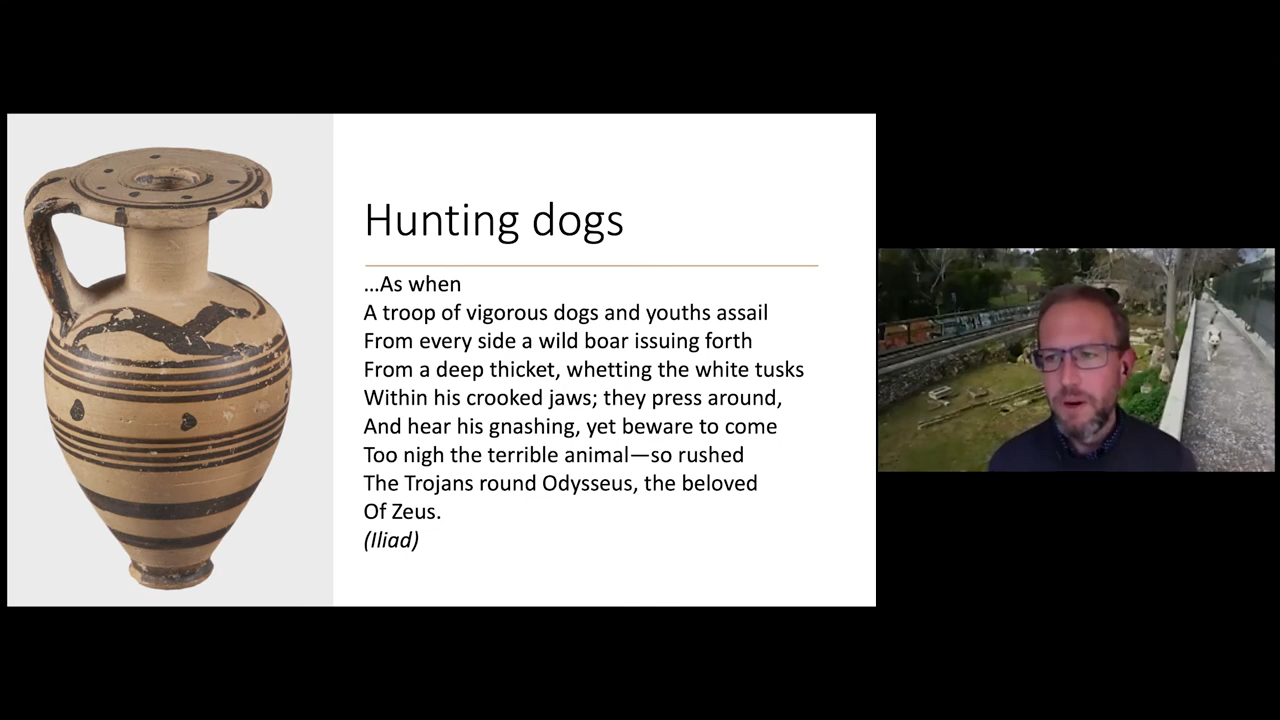 Hunting dogs
…As when
A troop of vigorous dogs and youths assail
From every side a wild boar issuing forth
From a deep thicket, whetting the white tusks
Within his crooked jaws; they press around,
And hear his gnashing, yet beware to come
Too nigh the terrible animal—so rushed
The Trojans round Odysseus, the beloved
Of Zeus.
(Iliad)